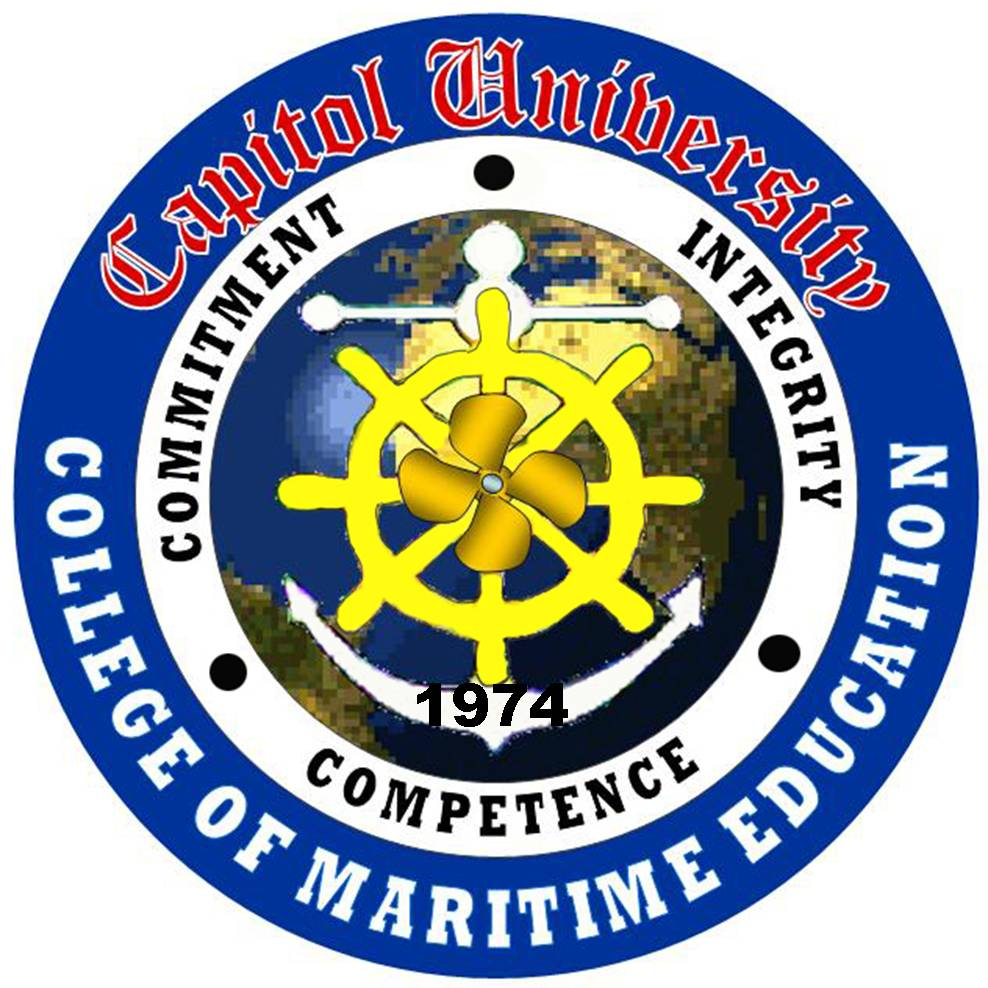 Capitol University
COMMITMENT
INTEGRITY
1974
COMPETENCE
COLLEGE OF MARITIME EDUCATION